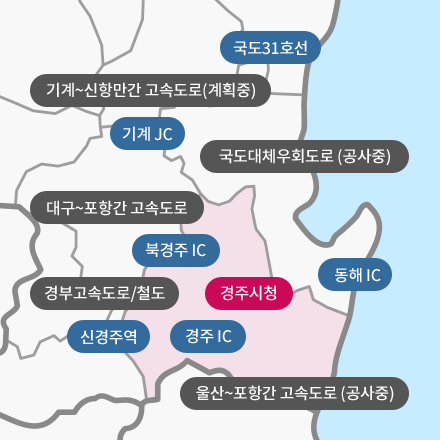 국도31호선
기계~신항만간 고속도로(계획중)
기계 JC
국도대체우회도로 (공사중)
대구~포항간 고속도로
북경주 IC
동해 IC
경부고속도로/철도
경주시청
신경주역
경주 IC
울산~포항간 고속도로 (공사중)